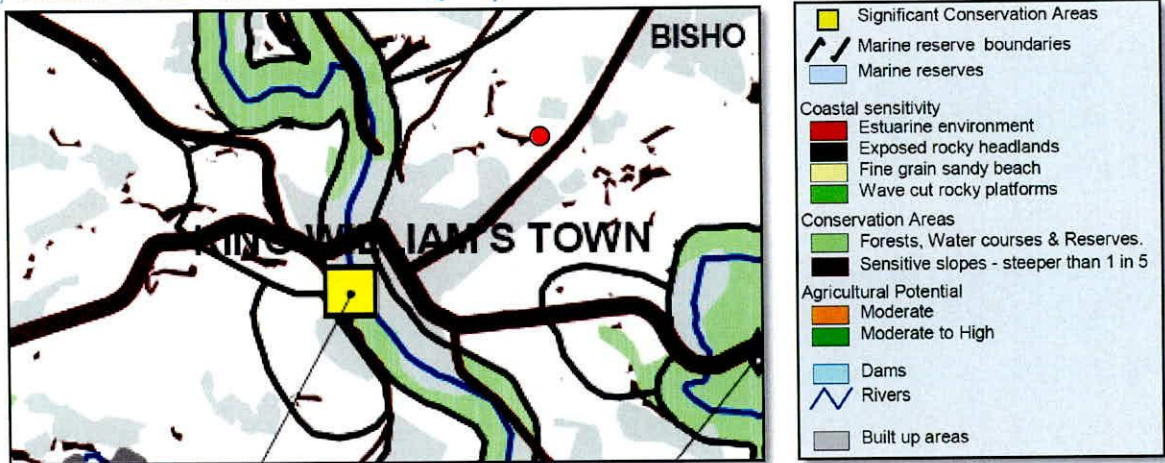 BISHO
KING WILLIAM'S TOWN
Significant Conservation Areas
Marine reserve boundaries
Marine reserves
Coastal sensitivity
Estuarine environment
Exposed rocky headlands
Fine grain sandy beach
Wave cut rocky platforms
Conservation Areas
Forests, Water courses & Reserves.
Sensitive slopes - steeper than 1 in 5
Agricultural Potential
Moderate
Moderate to High
Dams
Rivers
Built up areas